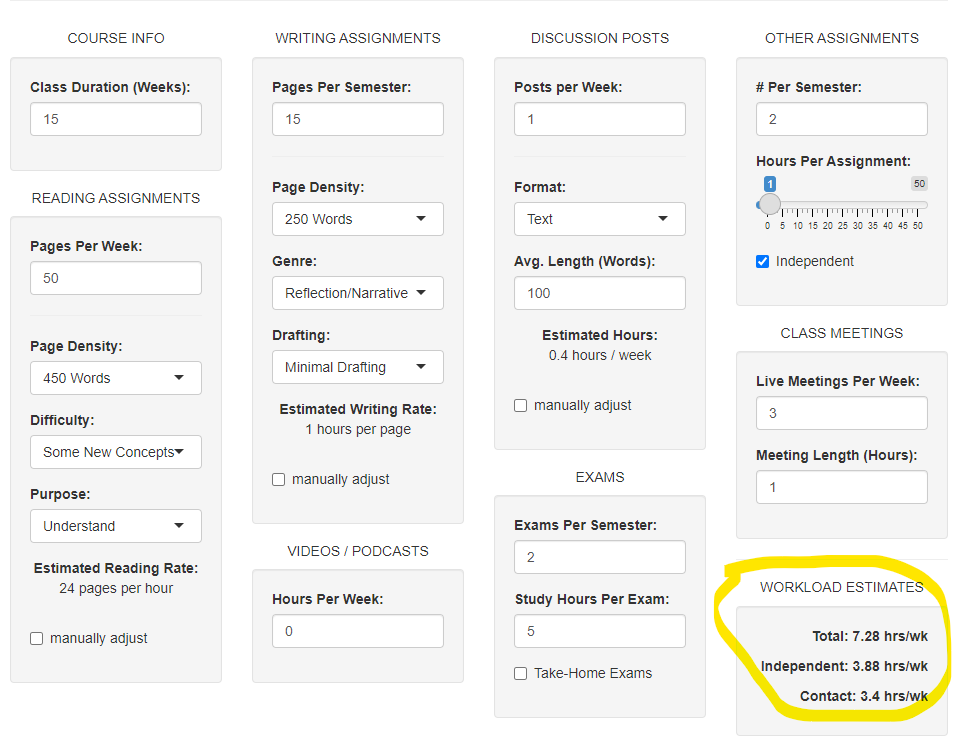 COURSE INFO
Class Duration (Weeks):
15
READING ASSIGNMENTS
Pages Per Week:
50
Page Density:
450 Words
Difficulty:
Some New Concepts
Purpose:
Understand
Estimated Reading Rate:
24 pages per hour
manually adjust
WRITING ASSIGNMENTS
Pages Per Semester:
15
Page Density:
250 Words
Genre:
Reflection/Narrative
Drafting:
Minimal Drafting
Estimated Writing Rate:
1 hours per page
manually adjust
VIDEOS / PODCASTS
Hours Per Week:
0
DISCUSSION POSTS
Posts per Week:
1
Format:
Text
Avg. Length (Words):
100
Estimated Hours:
0.4 hours / week
manually adjust
EXAMS
Exams Per Semester:
2
Study Hours Per Exam:
5
Take-Home Exams
OTHER ASSIGNMENTS
# Per Semester:
2
Hours Per Assignment:
1 50
0 5 10 15 20 25 30 35 40 45 50
Independent
CLASS MEETINGS
Live Meetings Per Week:
3
Meeting Length (Hours):
1
WORKLOAD ESTIMATES
Total: 7.28 hrs/wk
Independent: 3.88 hrs/wk
Contact: 3.4 hrs/wk